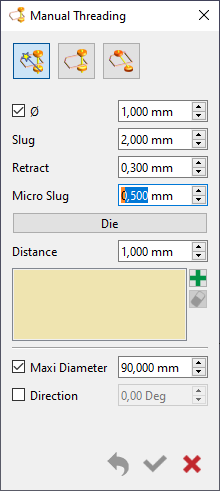 Manual Threading
Ø 1,000 mm
Slug 2,000 mm
Retract 0,300 mm
Micro Slug 0,500 mm
Die
Distance 1,000 mm
Maxi Diameter 90,000 mm
Direction 0,00 Deg